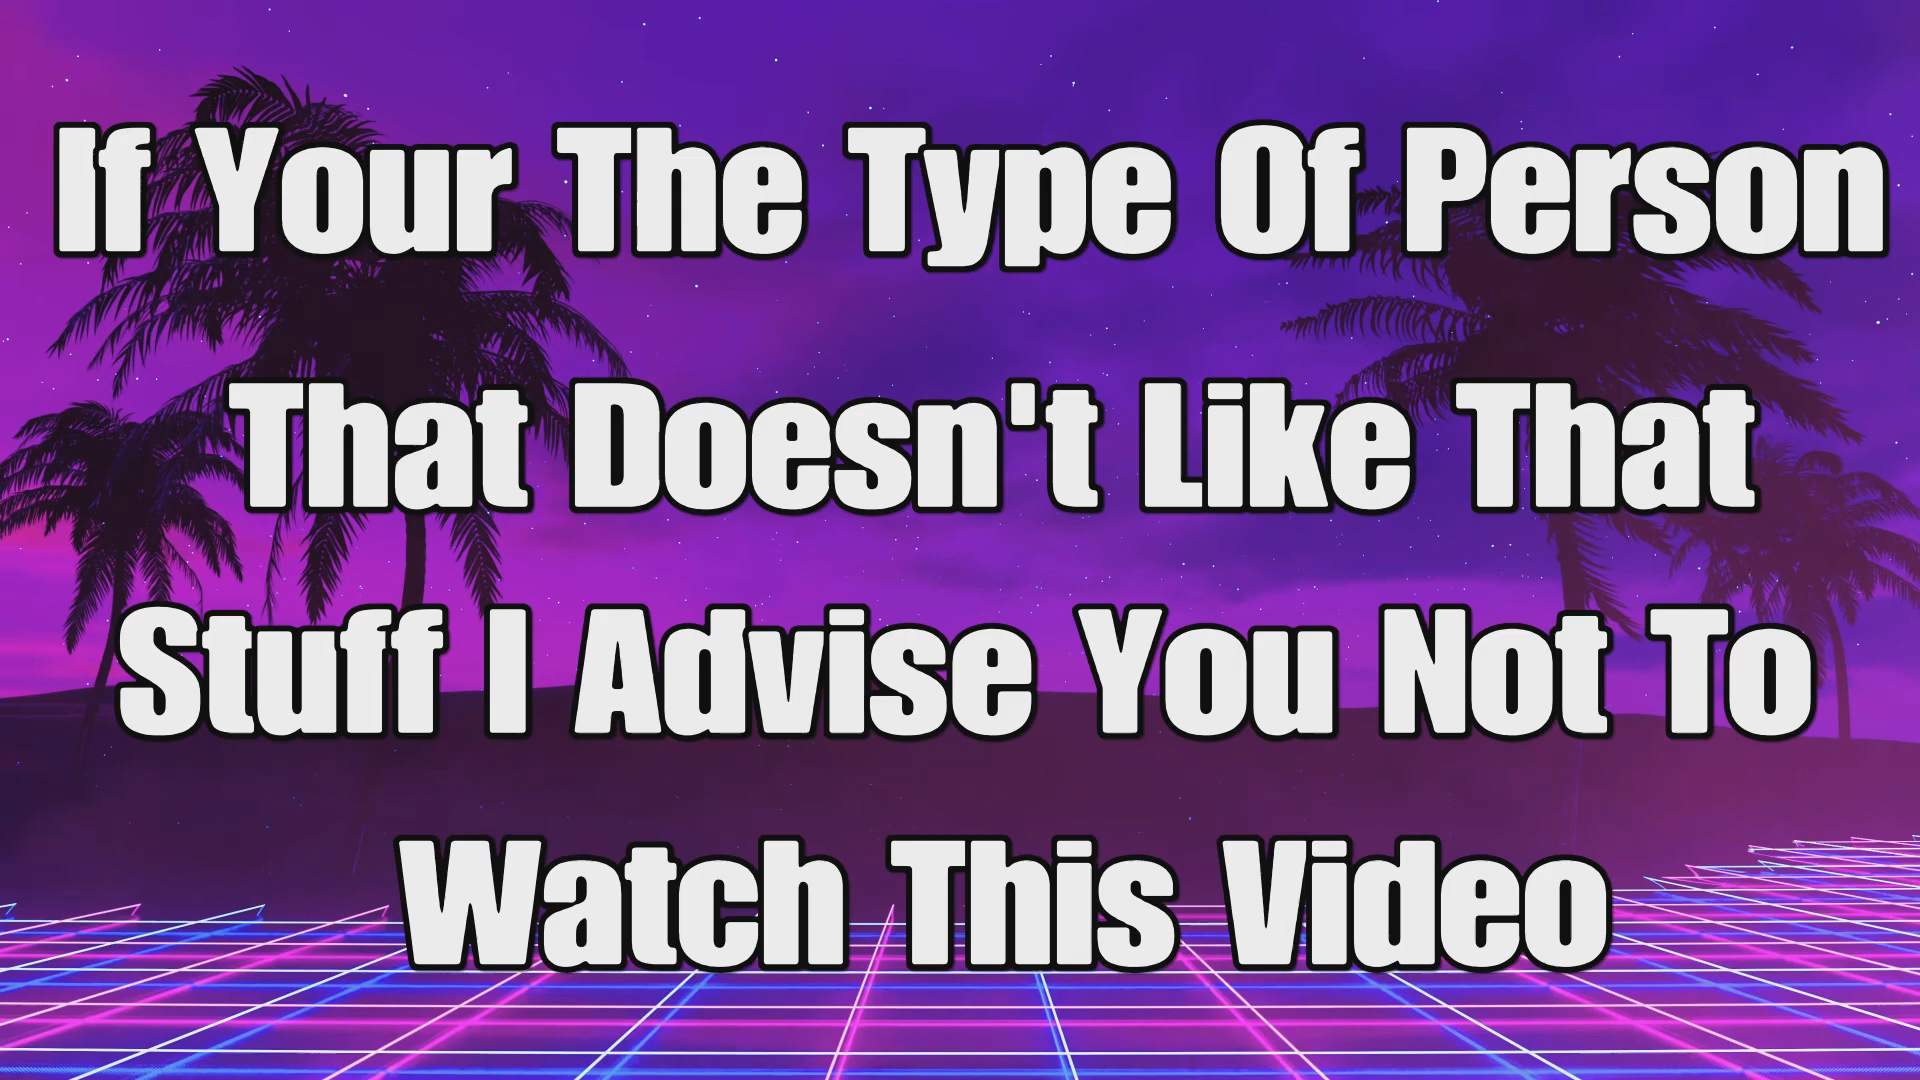 If Your The Type Of Person
That Doesn't Like That
Stuff I Advise You Not To
Watch This Video